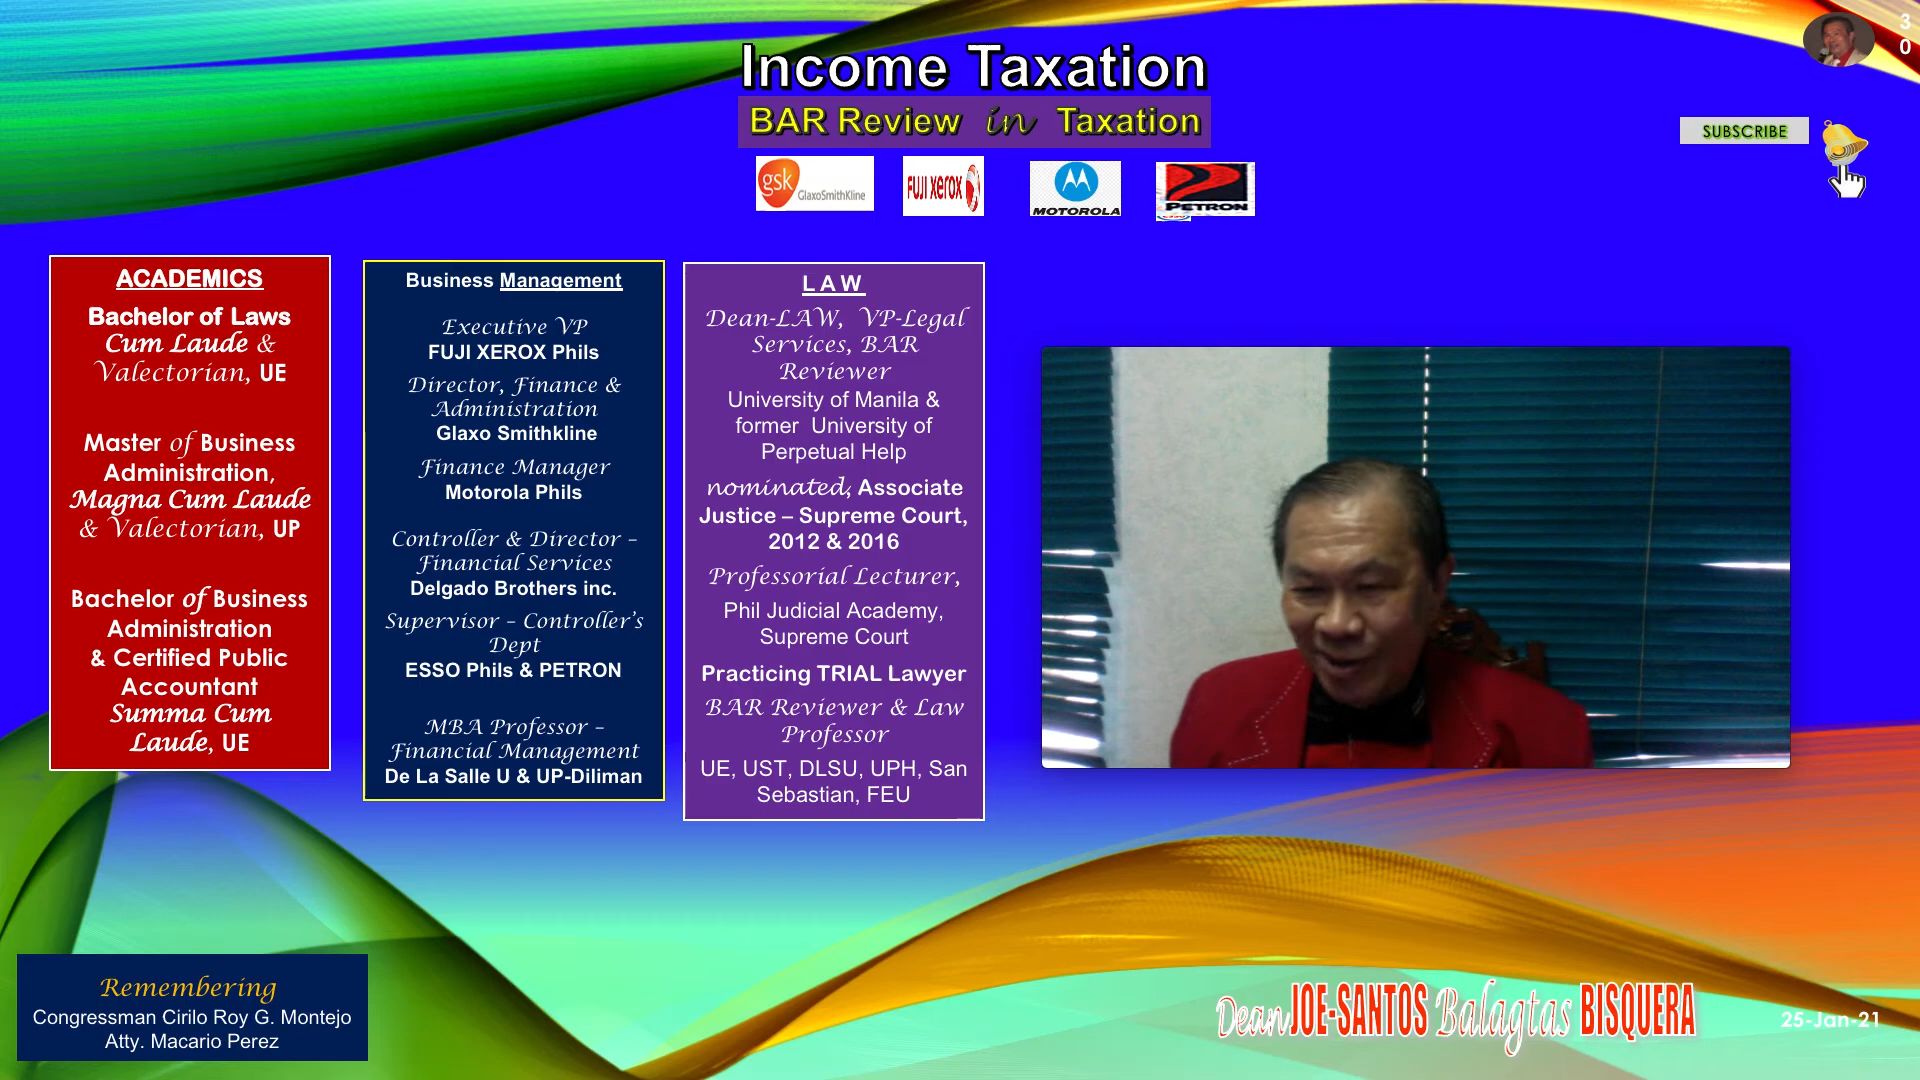 3
0
Income Taxation
BAR Review in Taxation
SUBSCRIBE
gsk
GlaxoSmithKline
FUJI xerox
MOTOROLA
PETRON
ACADEMICS
Bachelor of Laws
Cum Laude &
Valectorian, UE
Master of Business
Administration,
Magna Cum Laude
& Valectorian, UP
Bachelor of Business
Administration
& Certified Public
Accountant
Summa Cum
Laude, UE
Business Management
Executive VP
FUJI XEROX Phils
Director, Finance &
Administration
Glaxo Smithkline
Finance Manager
Motorola Phils
Controller & Director –
Financial Services
Delgado Brothers inc.
Supervisor – Controller's
Dept
ESSO Phils & PETRON
MBA Professor –
Financial Management
De La Salle U & UP-Diliman
LAW
Dean-LAW, VP-Legal
Services, BAR
Reviewer
University of Manila &
former University of
Perpetual Help
nominated, Associate
Justice – Supreme Court,
2012 & 2016
Professorial Lecturer,
Phil Judicial Academy,
Supreme Court
Practicing TRIAL Lawyer
BAR Reviewer & Law
Professor
UE, UST, DLSU, UPH, San
Sebastian, FEU
Remembering
Congressman Cirilo Roy G. Montejo
Atty. Macario Perez
Dean JOE-SANTOS Balagtas BISQUERA
25-Jan-21